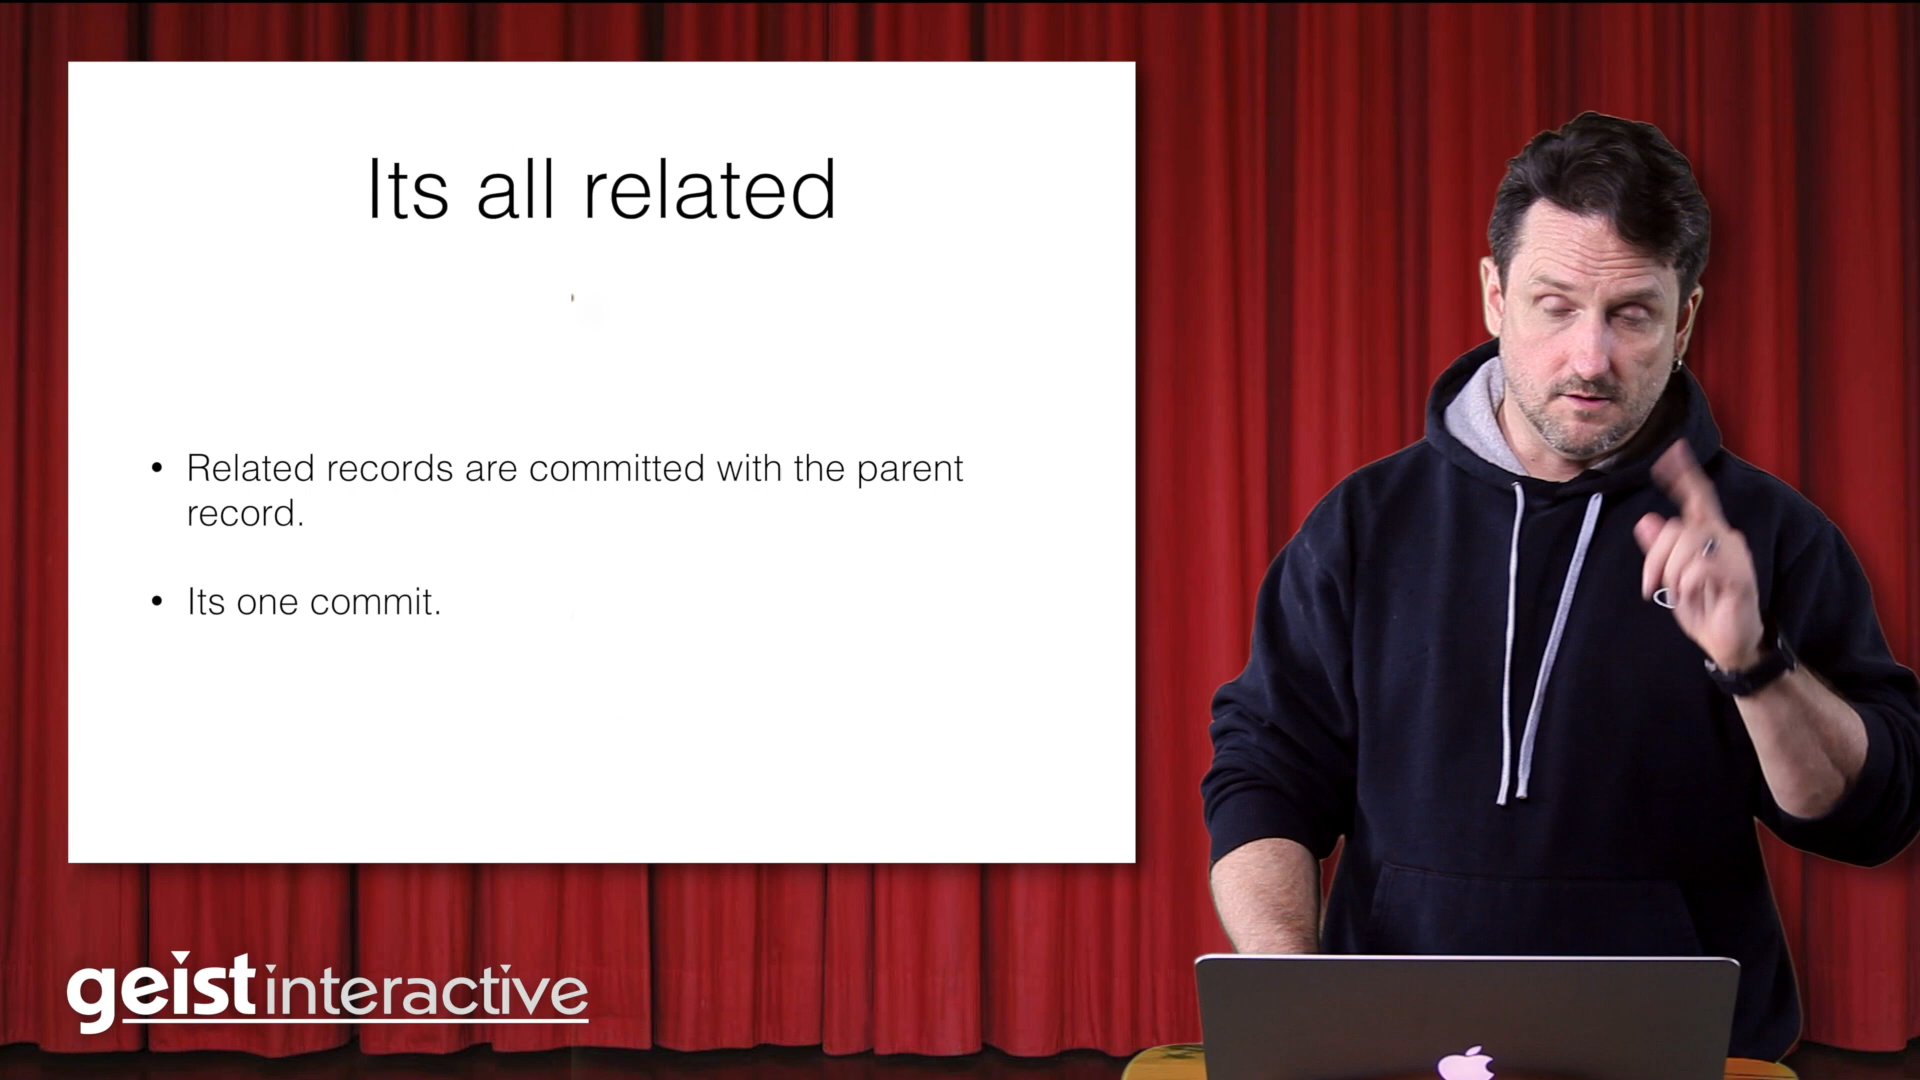 Its all related
• Related records are committed with the parent
record.
• Its one commit.
geistinteractive